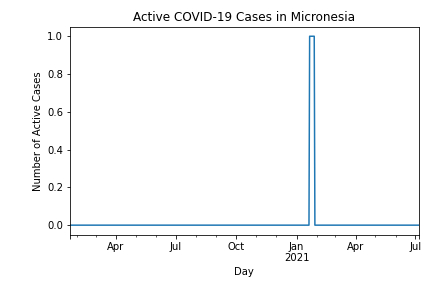 Active COVID-19 Cases in Micronesia
1.0
0.8
0.6
0.4
0.2
0.0
Number of Active Cases
Apr Jul Oct Jan Apr Jul
2021
Day